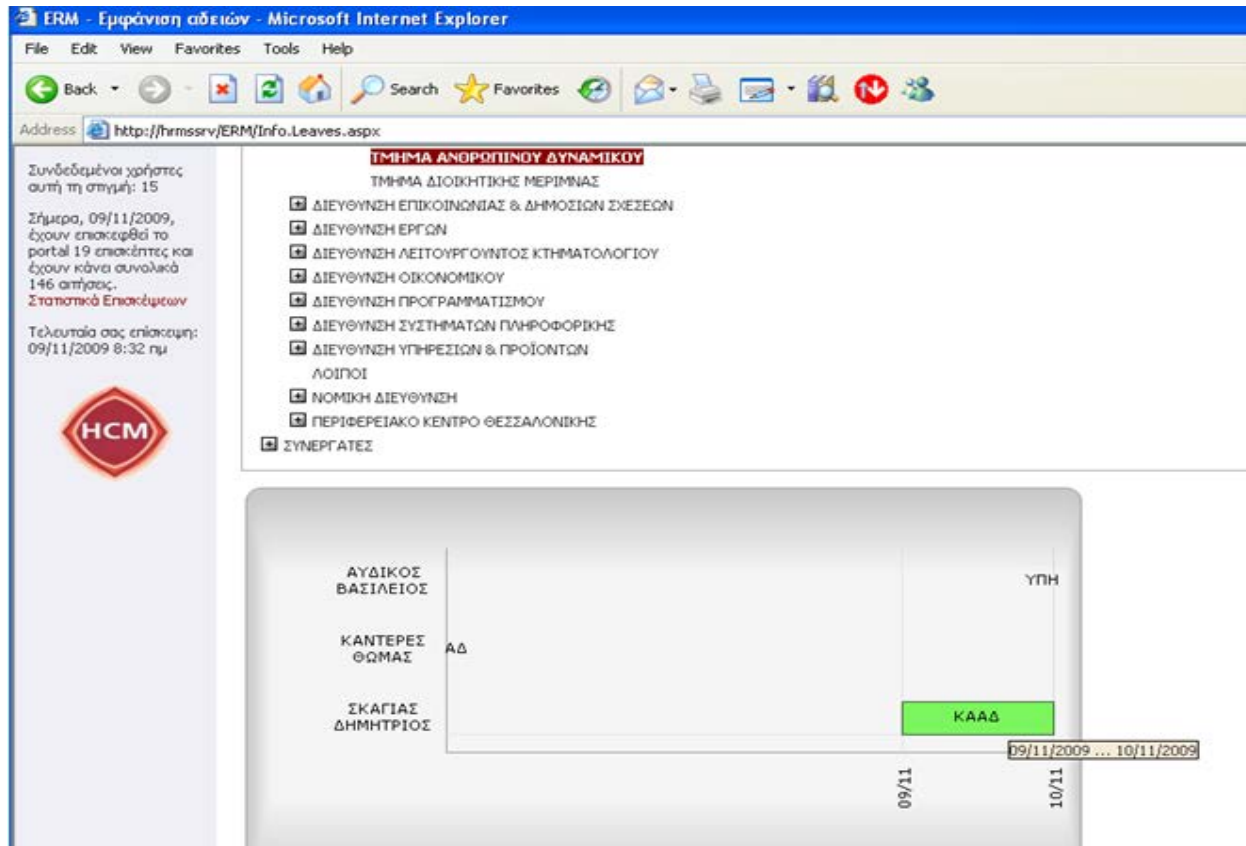 ERM - Εμφάνιση αδειών - Microsoft Internet Explorer
File Edit View Favorites Tools Help
Back Search Favorites
Address http://hrmssrv/ERM/Info.Leaves.aspx
Συνδεδεμένοι χρήστες
αυτή τη στιγμή: 15
Σήμερα, 09/11/2009,
έχουν επισκεφθεί το
portal 19 επισκέπτες και
έχουν κάνει συνολικά
146 αιτήσεις.
Στατιστικά Επισκέψεων
Τελευταία σας επίσκεψη:
09/11/2009 8:32 πμ
HCM
ΤΜΗΜΑ ΑΝΘΡΩΠΙΝΟΥ ΔΥΝΑΜΙΚΟΥ
ΤΜΗΜΑ ΔΙΟΙΚΗΤΙΚΗΣ ΜΕΡΙΜΝΑΣ
ΔΙΕΥΘΥΝΣΗ ΕΠΙΚΟΙΝΩΝΙΑΣ & ΔΗΜΟΣΙΩΝ ΣΧΕΣΕΩΝ
ΔΙΕΥΘΥΝΣΗ ΕΡΓΩΝ
ΔΙΕΥΘΥΝΣΗ ΛΕΙΤΟΥΡΓΟΥΝΤΟΣ ΚΤΗΜΑΤΟΛΟΓΙΟΥ
ΔΙΕΥΘΥΝΣΗ ΟΙΚΟΝΟΜΙΚΟΥ
ΔΙΕΥΘΥΝΣΗ ΠΡΟΓΡΑΜΜΑΤΙΣΜΟΥ
ΔΙΕΥΘΥΝΣΗ ΣΥΣΤΗΜΑΤΩΝ ΠΛΗΡΟΦΟΡΙΚΗΣ
ΔΙΕΥΘΥΝΣΗ ΥΠΗΡΕΣΙΩΝ & ΠΡΟΪΟΝΤΩΝ
ΛΟΙΠΟΙ
ΝΟΜΙΚΗ ΔΙΕΥΘΥΝΣΗ
ΠΕΡΙΦΕΡΕΙΑΚΟ ΚΕΝΤΡΟ ΘΕΣΣΑΛΟΝΙΚΗΣ
ΣΥΝΕΡΓΑΤΕΣ
ΑΥΔΙΚΟΣ
ΒΑΣΙΛΕΙΟΣ
ΥΠΗ
ΚΑΝΤΕΡΕΣ
ΘΩΜΑΣ
ΑΔ
ΣΚΑΓΙΑΣ
ΔΗΜΗΤΡΙΟΣ
ΚΑΑΔ
09/11/2009 ... 10/11/2009
09/11
10/11